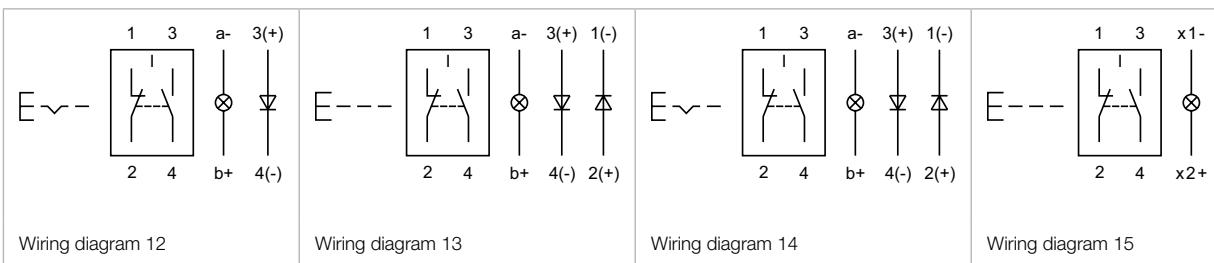 1 3 a- 3(+)
2 4 b+ 4(-)
Wiring diagram 12
1 3 a- 3(+) 1(-)
2 4 b+ 4(-) 2(+)
Wiring diagram 13
1 3 a- 3(+) 1(-)
2 4 b+ 4(-) 2(+)
Wiring diagram 14
1 3 x1-
2 4 x2+
Wiring diagram 15